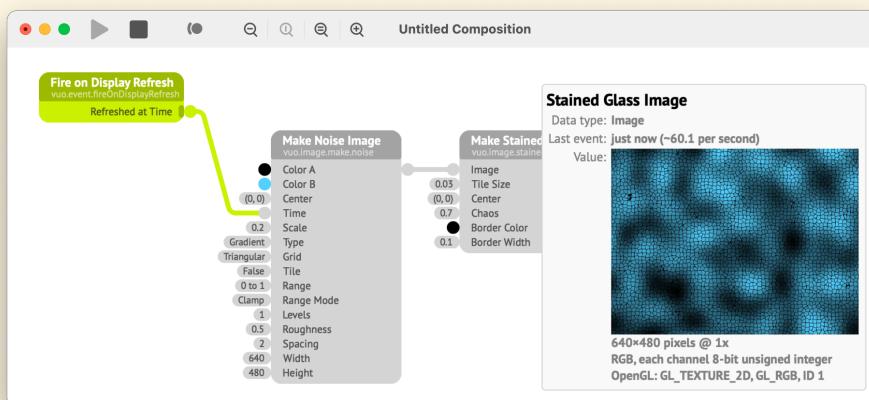 Untitled Composition
Fire on Display Refresh
vuo.event.fireOnDisplayRefresh
Refreshed at Time
Make Noise Image
vuo.image.make.noise
Color A
Color B
(0, 0) Center
Time
0.2 Scale
Gradient Type
Triangular Grid
False Tile
0 to 1 Range
Clamp Range Mode
1 Levels
0.5 Roughness
2 Spacing
640 Width
480 Height
Make Stained
vuo.image.staine
Image
0.03 Tile Size
(0, 0) Center
0.7 Chaos
Border Color
0.1 Border Width
Stained Glass Image
Data type: Image
Last event: just now (~60.1 per second)
Value:
640×480 pixels @ 1x
RGB, each channel 8-bit unsigned integer
OpenGL: GL_TEXTURE_2D, GL_RGB, ID 1